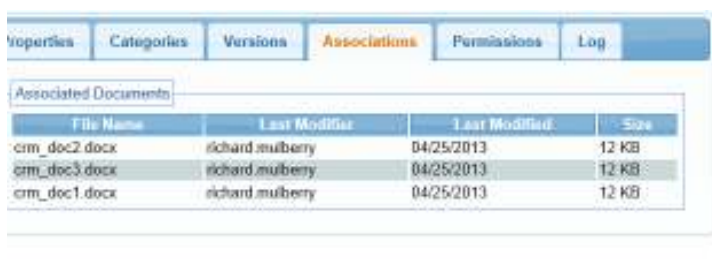 roperties Categories Versions Associations Permissions Log
Associated Documents
File Name Last Modifier Last Modified Size
crm_doc2.docx richard.mulberry 04/25/2013 12 KB
crm_doc3.docx richard.mulberry 04/25/2013 12 KB
crm_doc1.docx richard.mulberry 04/25/2013 12 KB